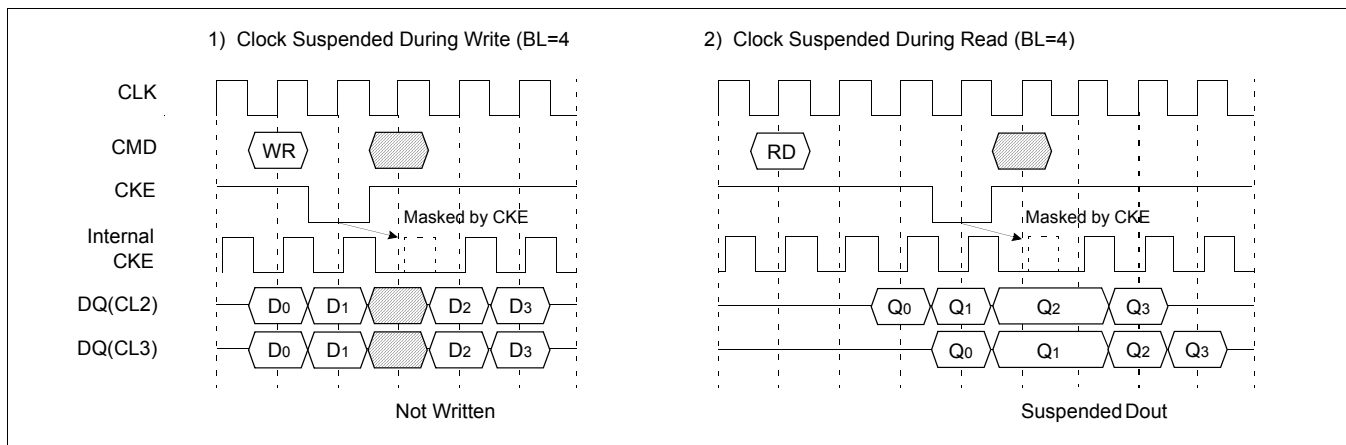 1) Clock Suspended During Write (BL=4
2) Clock Suspended During Read (BL=4)
CLK
CMD
WR
RD
CKE
Masked by CKE
Masked by CKE
Internal
CKE
DQ(CL2)
D0 D1 D2 D3
Q0 Q1 Q2 Q3
DQ(CL3)
D0 D1 D2 D3
Q0 Q1 Q2 Q3
Not Written
Suspended Dout